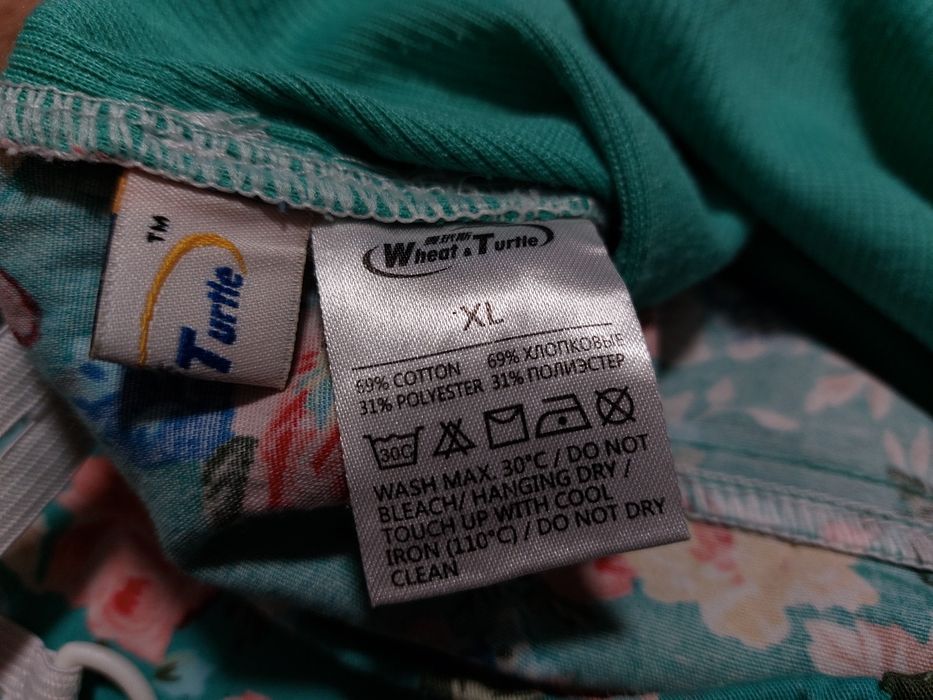 TM
Turtle
Wheat & Turtle
XL
69% COTTON 69% ХЛОПКОВЫЕ
31% POLYESTER 31% ПОЛИЭСТЕР
30C
WASH MAX. 30°C / DO NOT
BLEACH/ HANGING DRY /
TOUCH UP WITH COOL
IRON (110°C) / DO NOT DRY
CLEAN